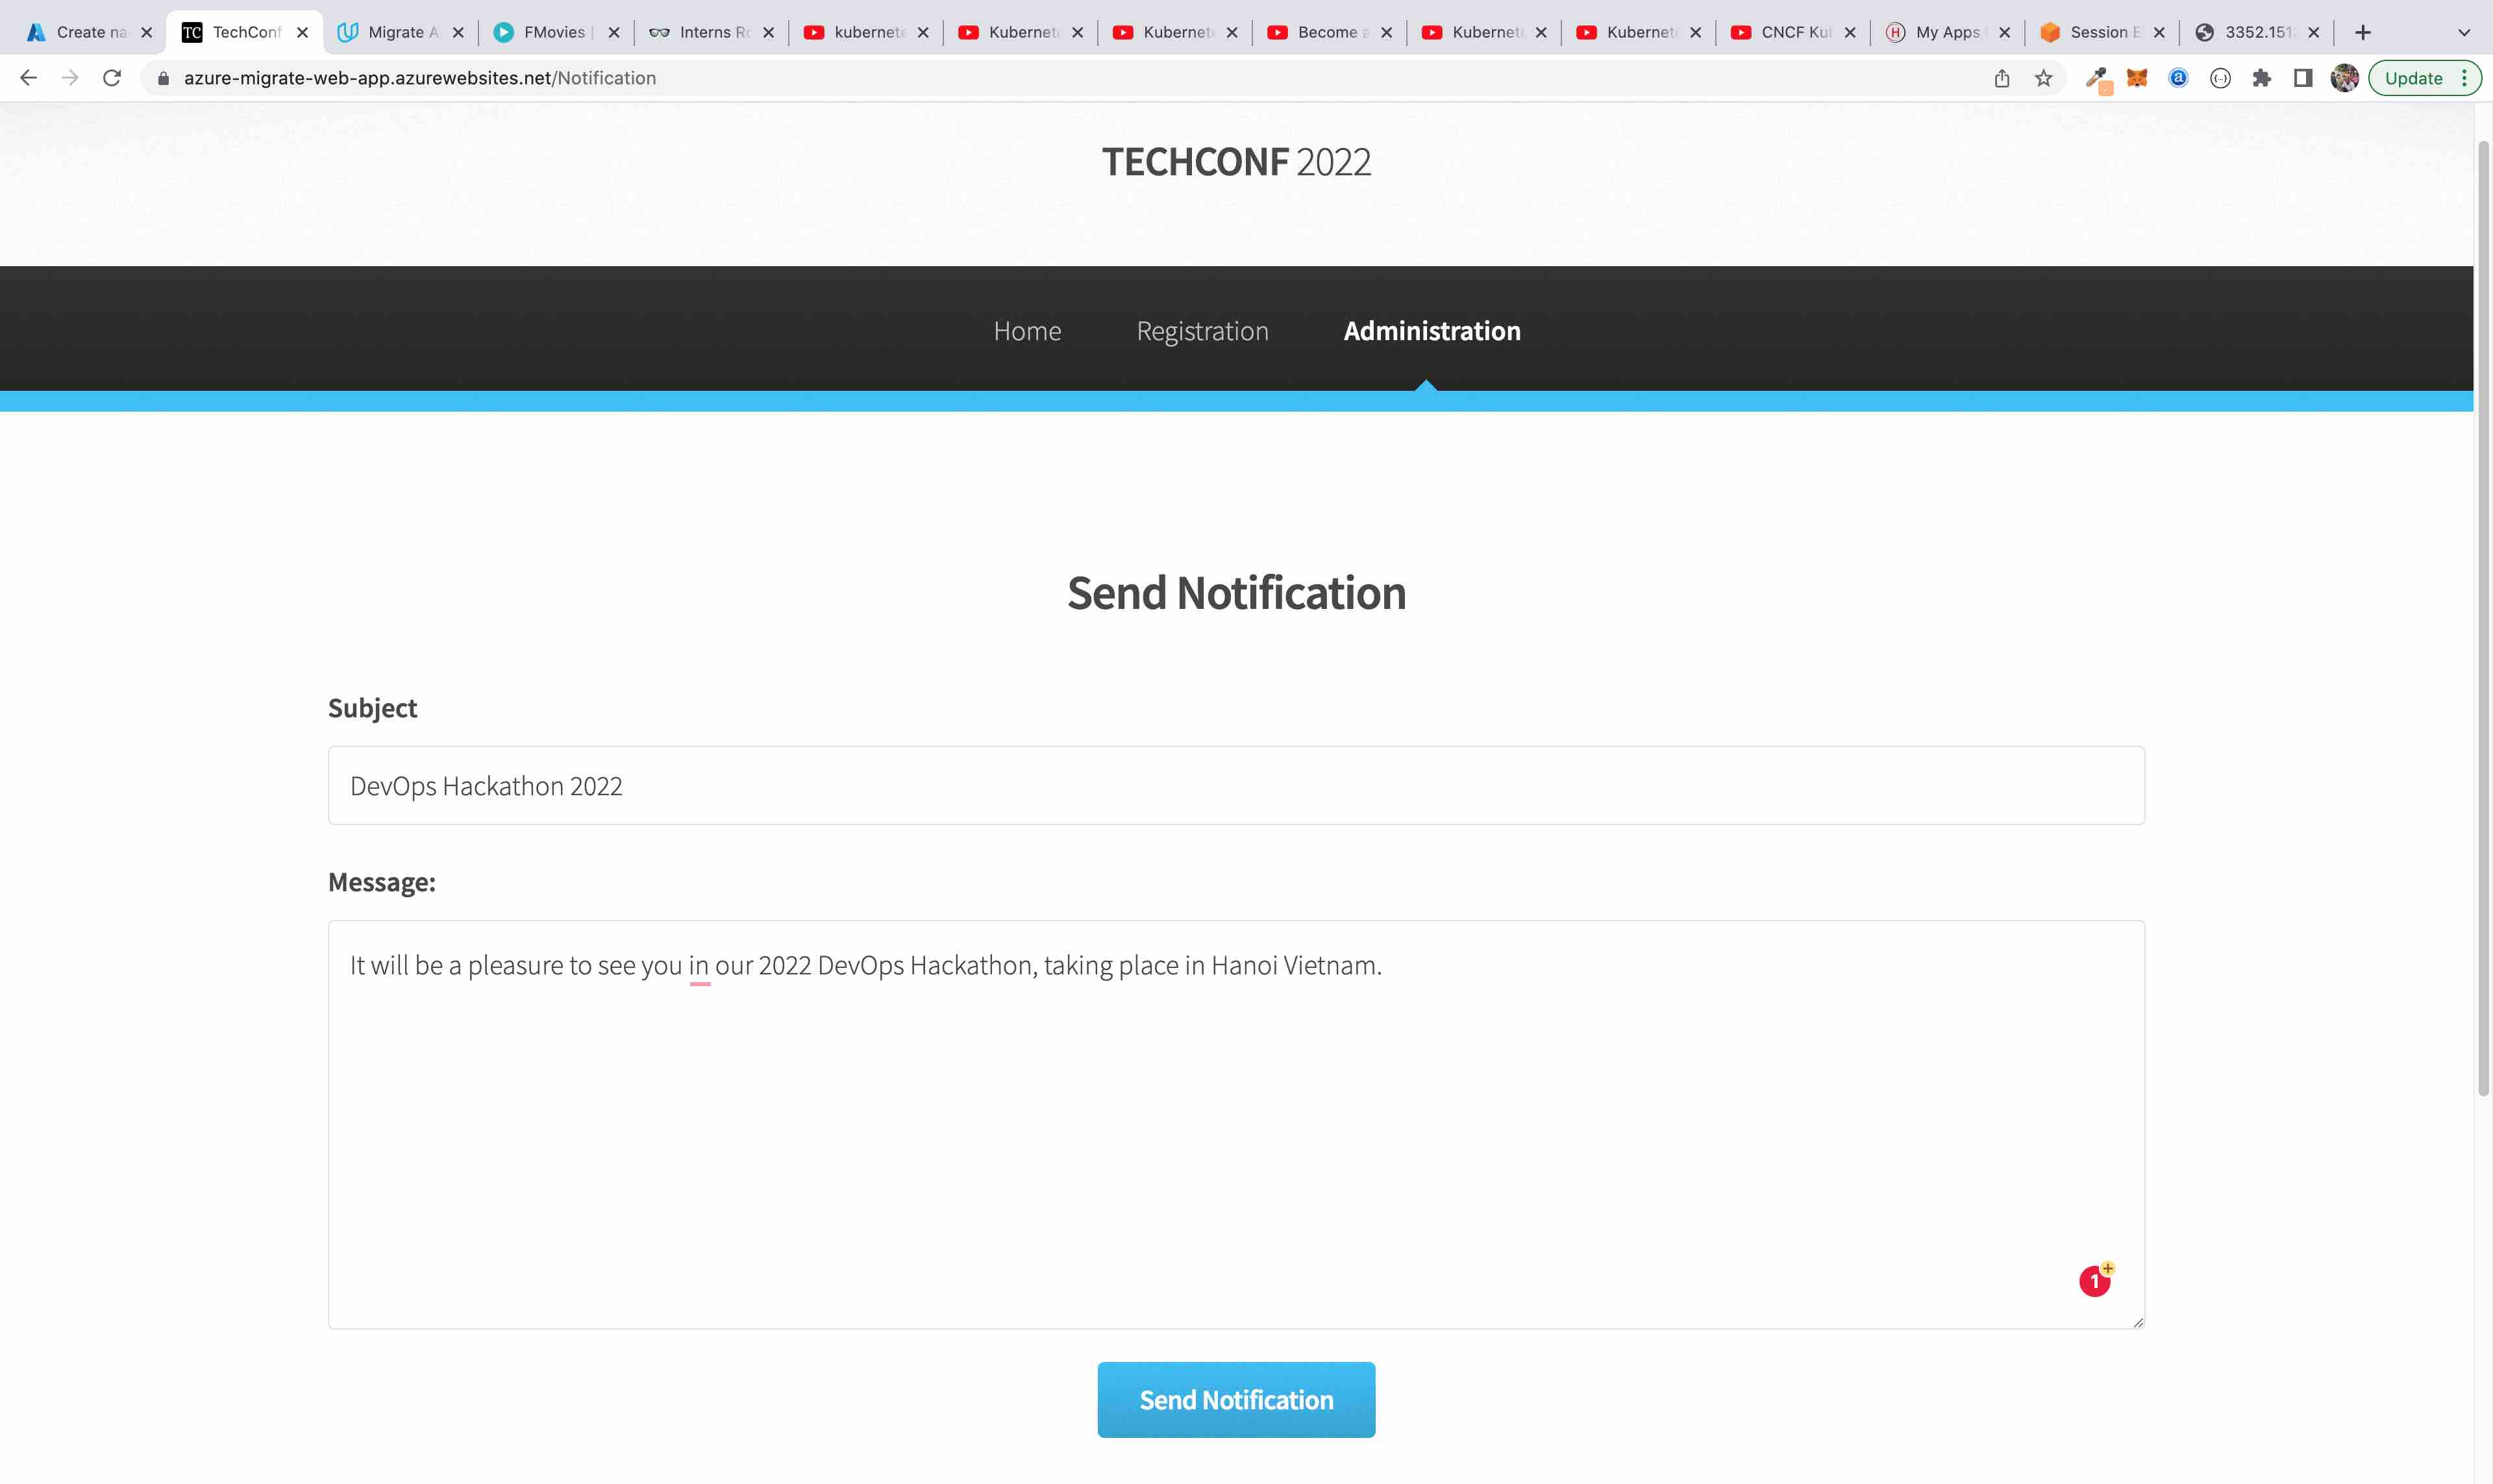 Create na TechConf Migrate A FMovies Interns Ro kubernete Kubernet Kubernet Become a Kubernet Kubernet CNCF Kub My Apps Session E 3352.151
azure-migrate-web-app.azurewebsites.net/Notification Update
TECHCONF 2022
Home Registration Administration
Send Notification
Subject
DevOps Hackathon 2022
Message:
It will be a pleasure to see you in our 2022 DevOps Hackathon, taking place in Hanoi Vietnam.
1
Send Notification